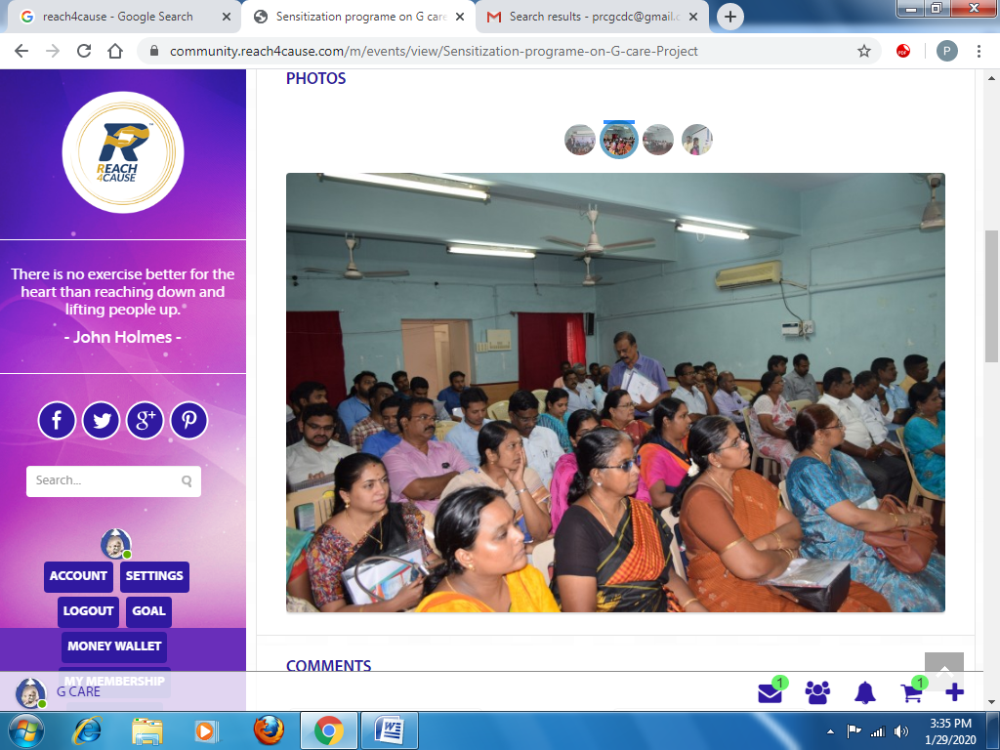 reach4cause - Google Search
Sensitization programe on G care
Search results - prcgcdc@gmail.c
community.reach4cause.com/m/events/view/Sensitization-programe-on-G-care-Project
P
PHOTOS
R
REACH
4CAUSE
There is no exercise better for the
heart than reaching down and
lifting people up."
- John Holmes -
Search...
ACCOUNT
SETTINGS
LOGOUT
GOAL
MONEY WALLET
MY MEMBERSHIP
COMMENTS
G CARE
1
1
3:35 PM
1/29/2020